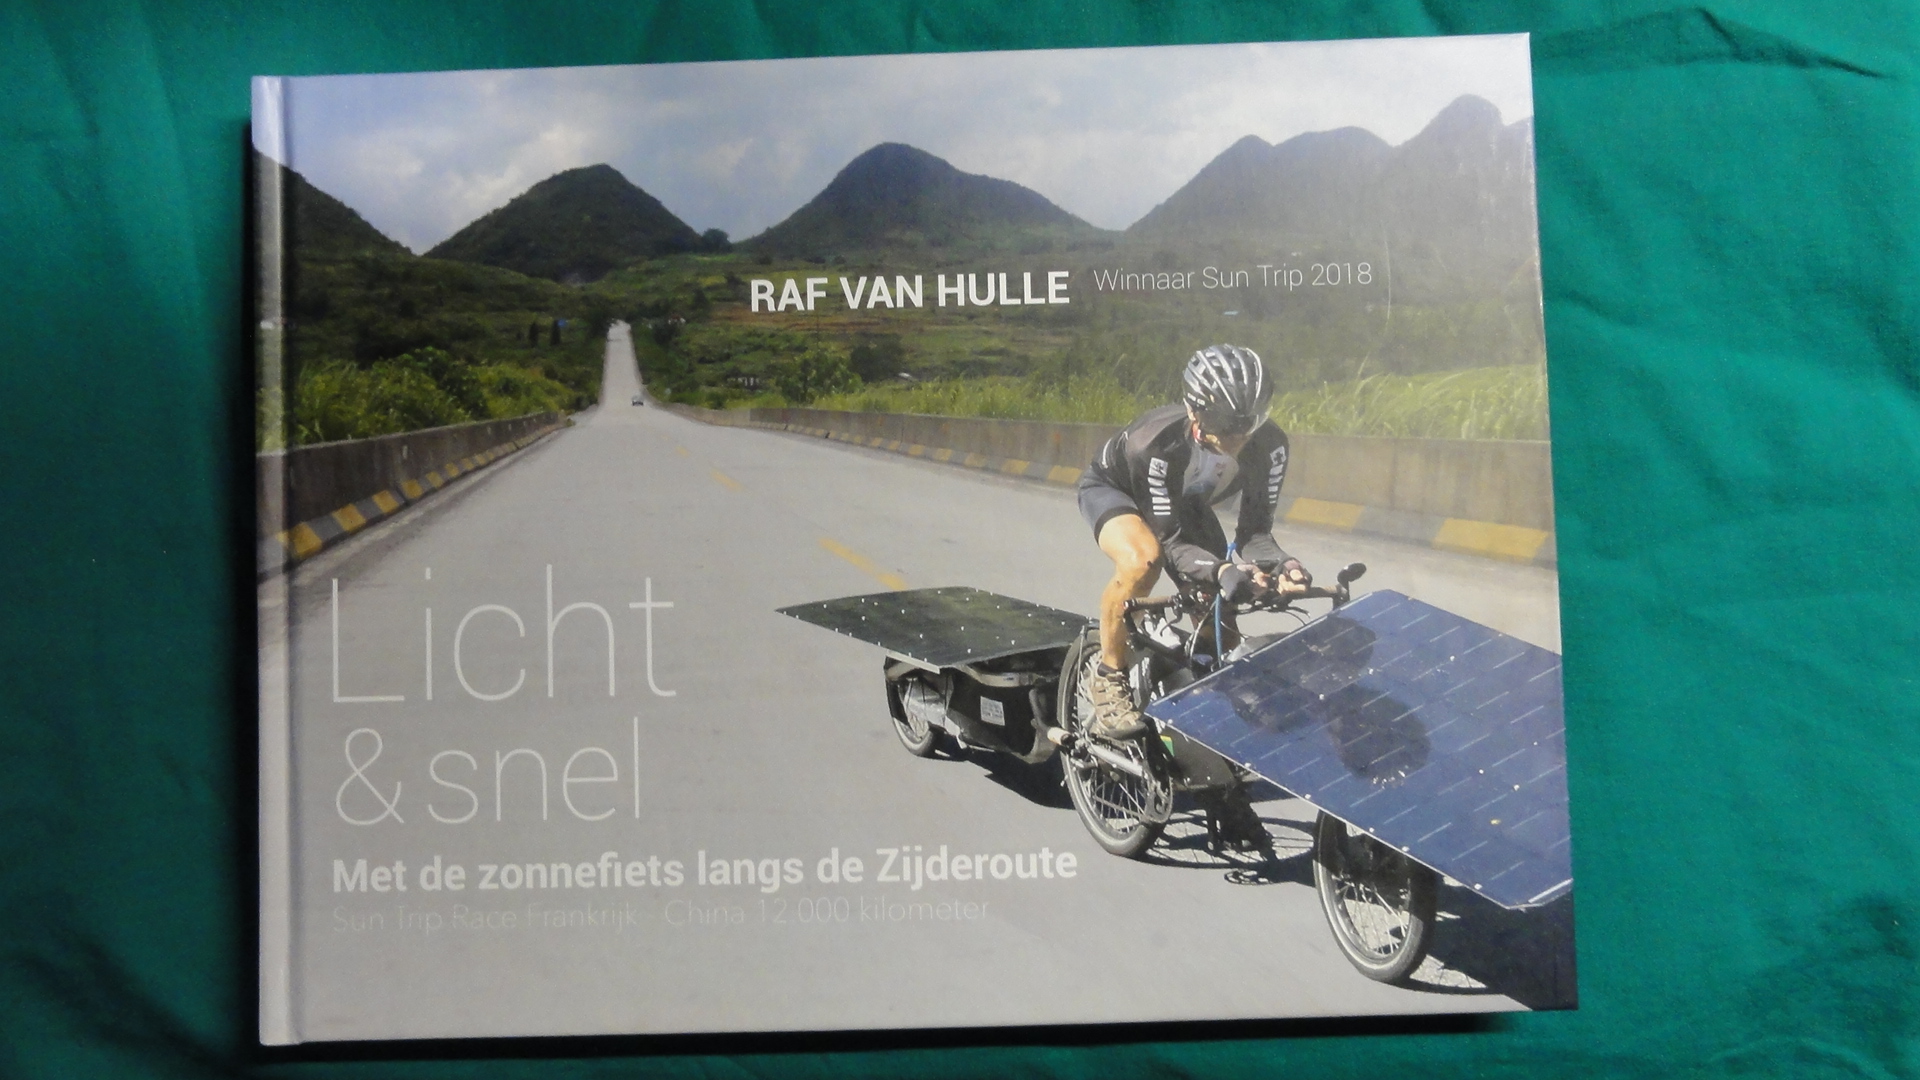 RAF VAN HULLE Winnaar Sun Trip 2018
Licht
& snel
Met de zonnefiets langs de Zijderoute
Sun Trip Race Frankrijk China 12.000 kilometer